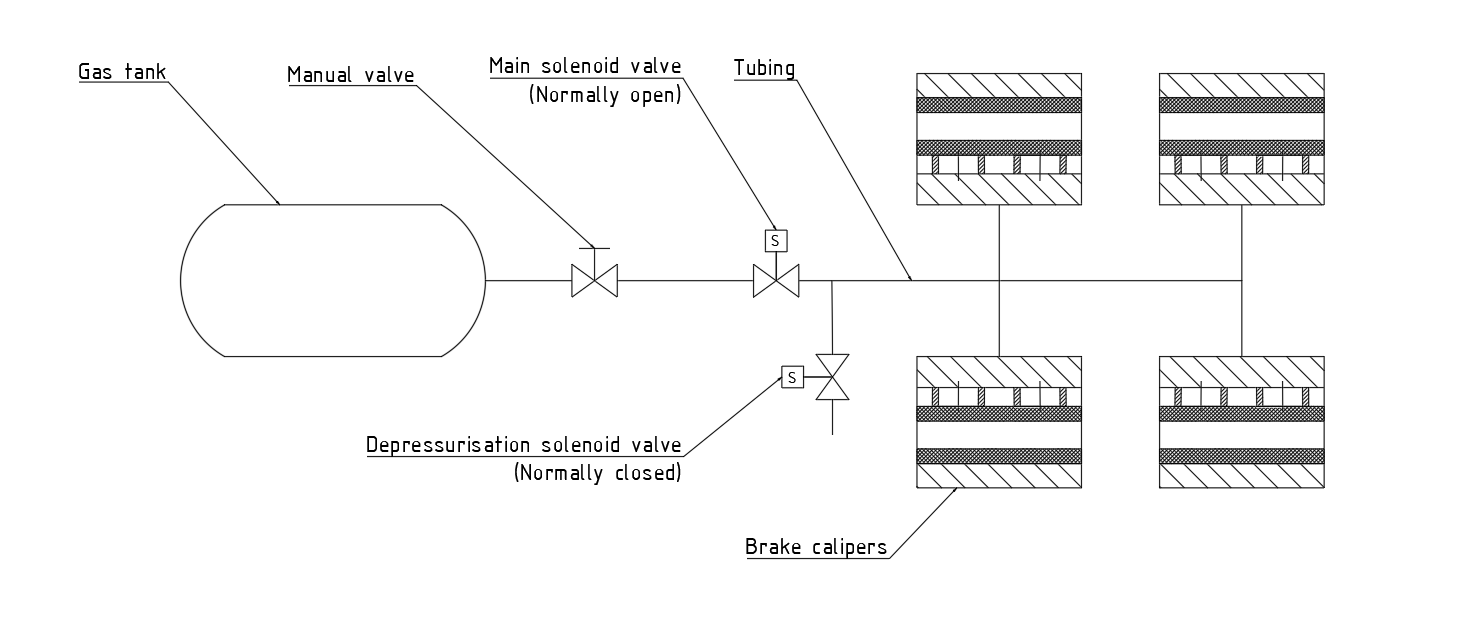 Gas tank
Manual valve
Main solenoid valve
(Normally open)
Tubing
S
S
Depressurisation solenoid valve
(Normally closed)
Brake calipers